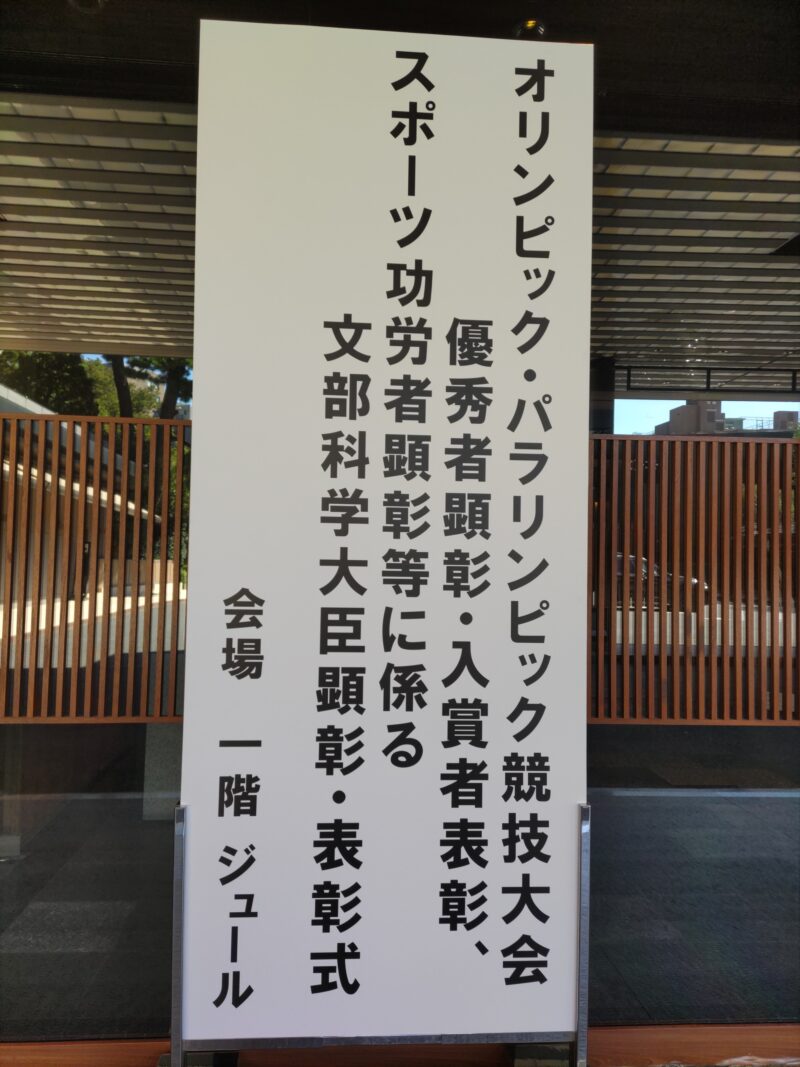 オリンピック・パラリンピック競技大会
優秀者顕彰・入賞者表彰、
スポーツ功労者顕彰等に係る
文部科学大臣顕彰・表彰式
会場　一階　ジュール